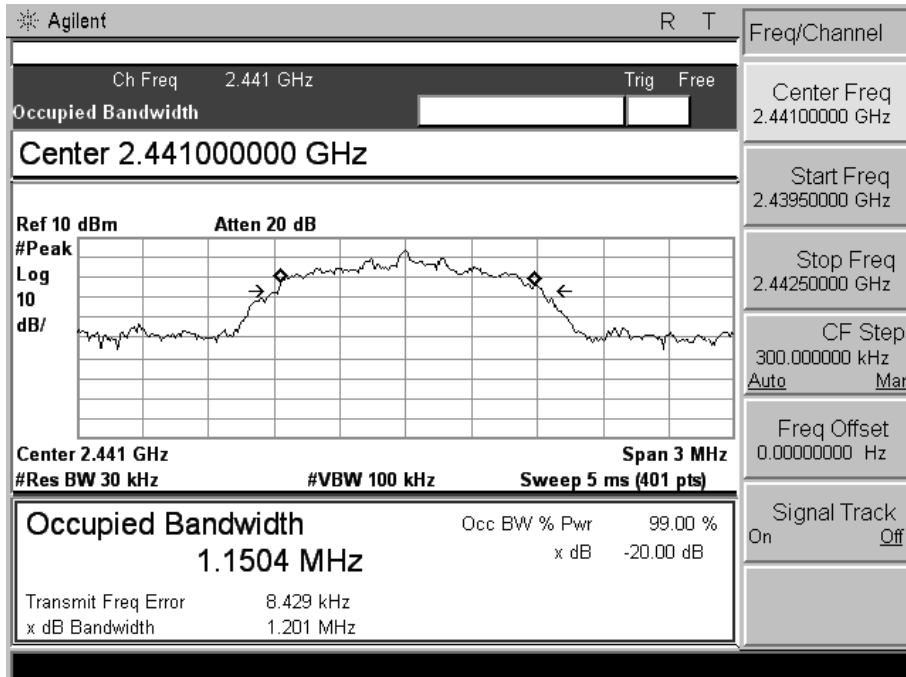 Agilent R T
Freq/Channel
Ch Freq 2.441 GHz Trig Free
Occupied Bandwidth
Center 2.441000000 GHz
Ref 10 dBm Atten 20 dB
#Peak
Log
10
dB/
Center 2.441 GHz Span 3 MHz
#Res BW 30 kHz #VBW 100 kHz Sweep 5 ms (401 pts)
Occupied Bandwidth
1.1504 MHz
Occ BW % Pwr 99.00 %
x dB -20.00 dB
Transmit Freq Error 8.429 kHz
x dB Bandwidth 1.201 MHz
Center Freq
2.44100000 GHz
Start Freq
2.43950000 GHz
Stop Freq
2.44250000 GHz
CF Step
300.000000 kHz
Auto Mar
Freq Offset
0.00000000 Hz
Signal Track
On Off